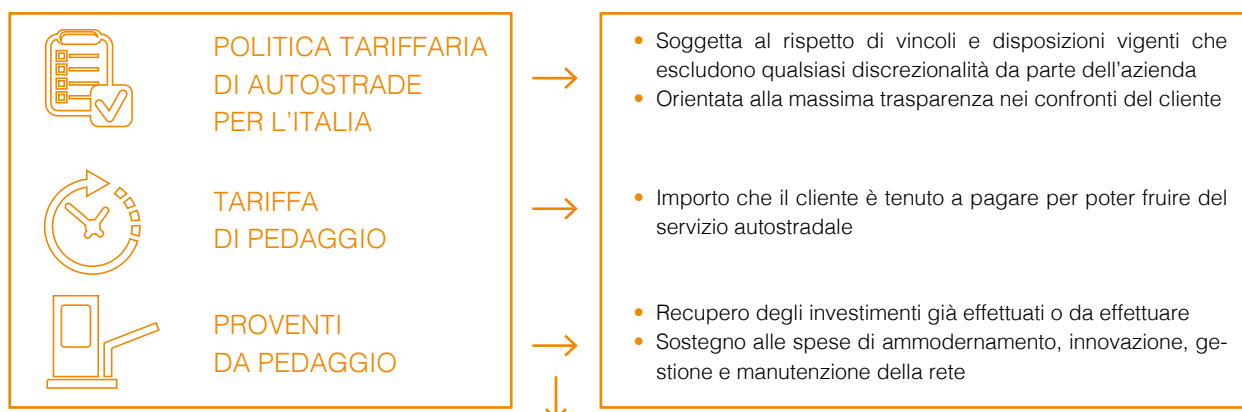 POLITICA TARIFFARIA
DI AUTOSTRADE
PER L'ITALIA
• Soggetta al rispetto di vincoli e disposizioni vigenti che
escludono qualsiasi discrezionalità da parte dell'azienda
• Orientata alla massima trasparenza nei confronti del cliente
TARIFFA
DI PEDAGGIO
• Importo che il cliente è tenuto a pagare per poter fruire del
servizio autostradale
PROVENTI
DA PEDAGGIO
• Recupero degli investimenti già effettuati o da effettuare
• Sostegno alle spese di ammodernamento, innovazione, ge-
stione e manutenzione della rete